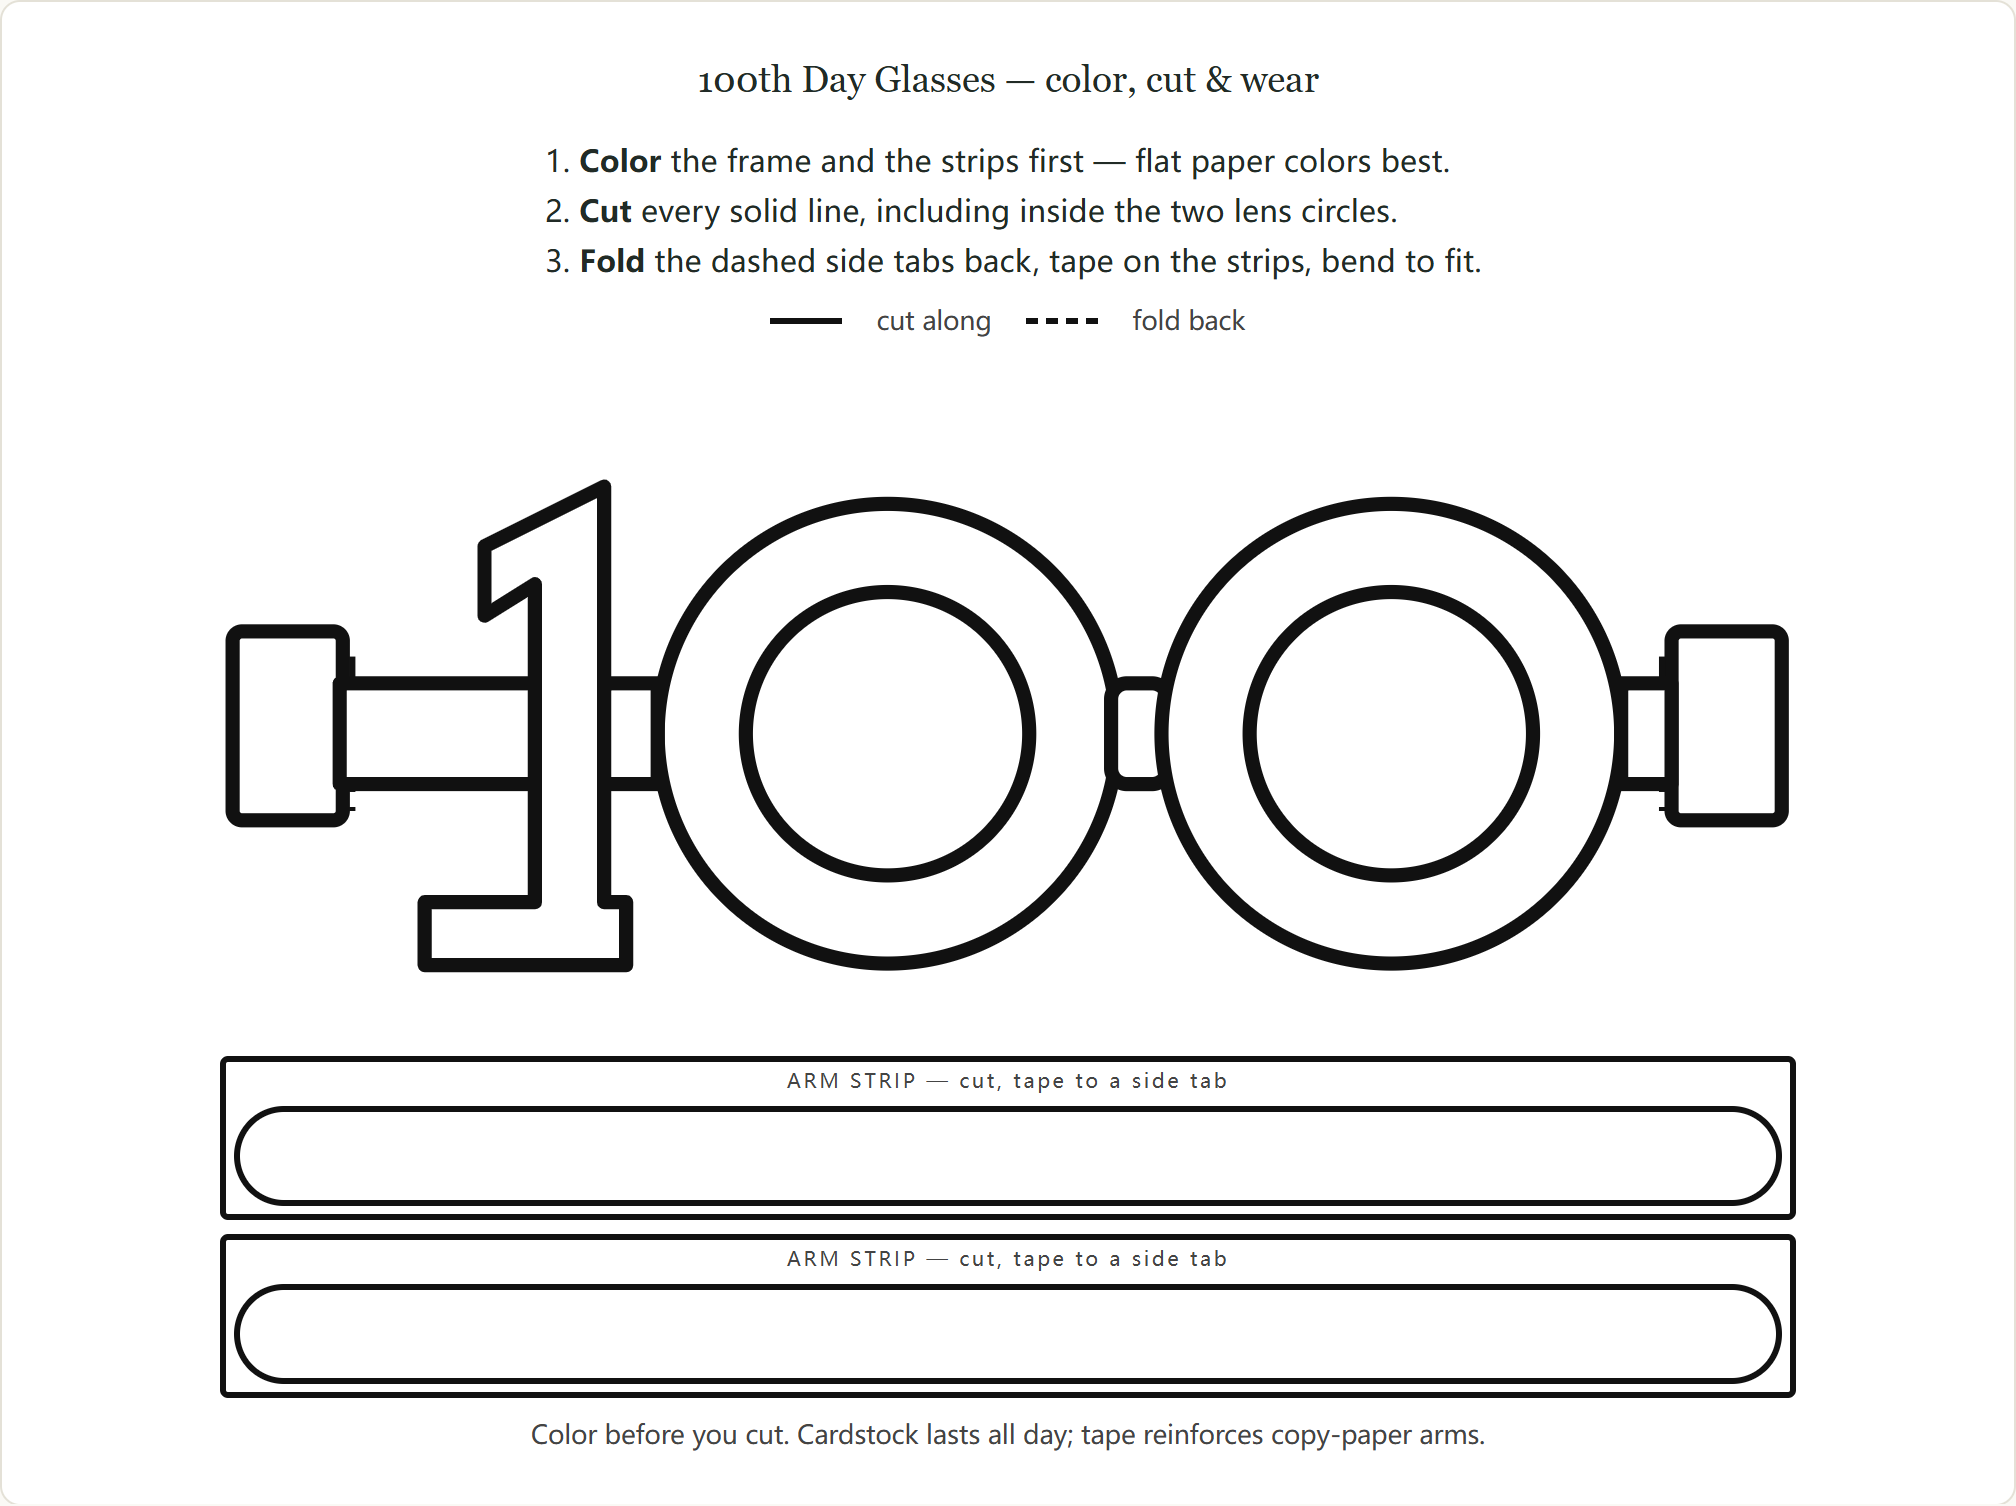 100th Day Glasses — color, cut & wear
1. Color the frame and the strips first — flat paper colors best.
2. Cut every solid line, including inside the two lens circles.
3. Fold the dashed side tabs back, tape on the strips, bend to fit.
cut along fold back
100
ARM STRIP — cut, tape to a side tab
ARM STRIP — cut, tape to a side tab
Color before you cut. Cardstock lasts all day; tape reinforces copy-paper arms.